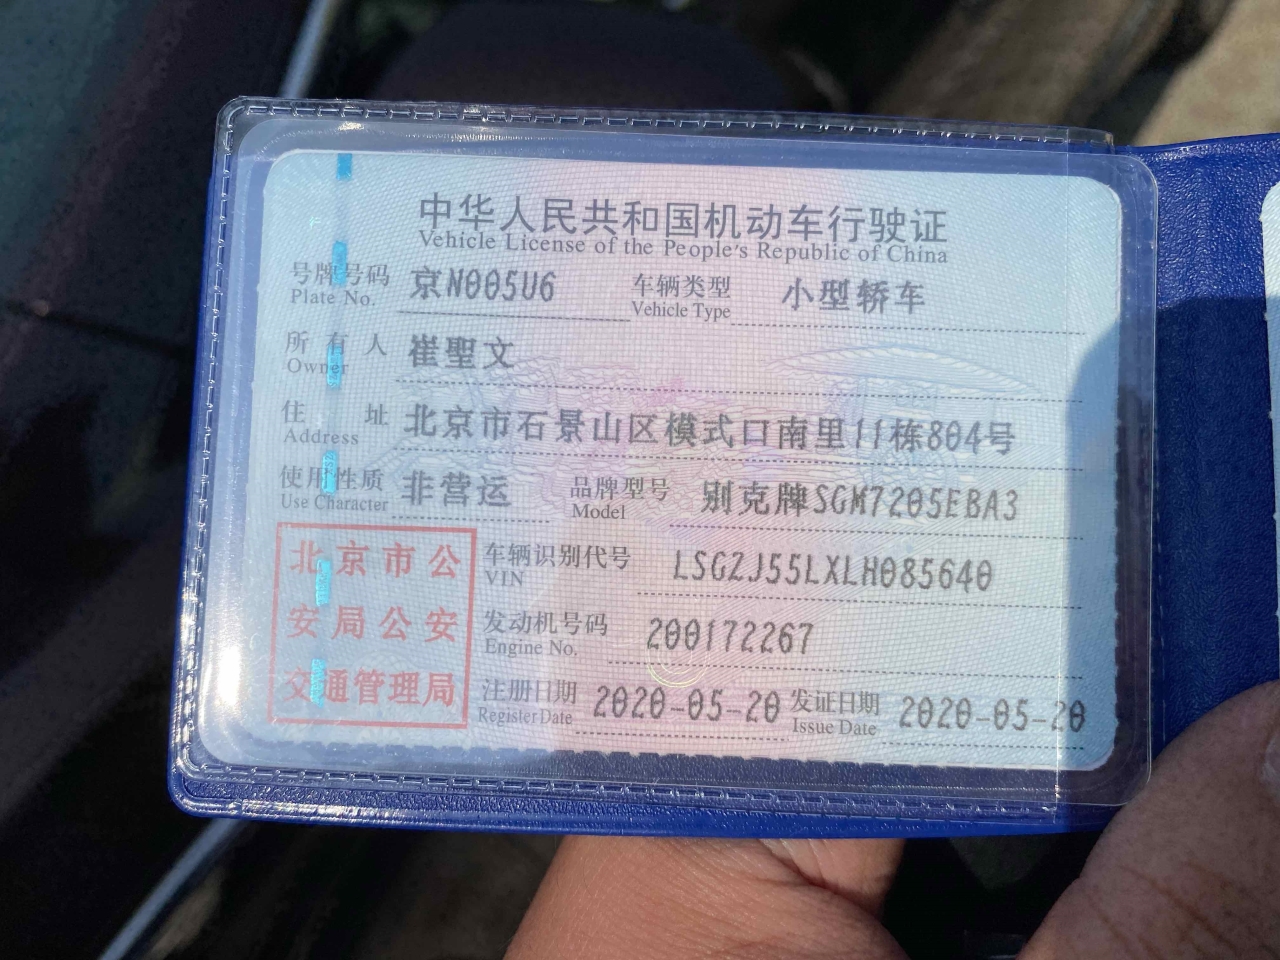 中华人民共和国机动车行驶证
Vehicle License of the People's Republic of China
号牌号码 京N005U6 车辆类型 小型轿车
Plate No. Vehicle Type
所有人 崔聖文
Owner
住址 北京市石景山区模式口南里11栋804号
Address
使用性质 非营运 品牌型号 别克牌SGM7205EBA3
Use Character Model
北京市公
安局公安
交通管理局
车辆识别代号 LSGZJ55LXLH085640
VIN
发动机号码 200172267
Engine No.
注册日期 2020-05-20 发证日期 2020-05-20
Register Date Issue Date